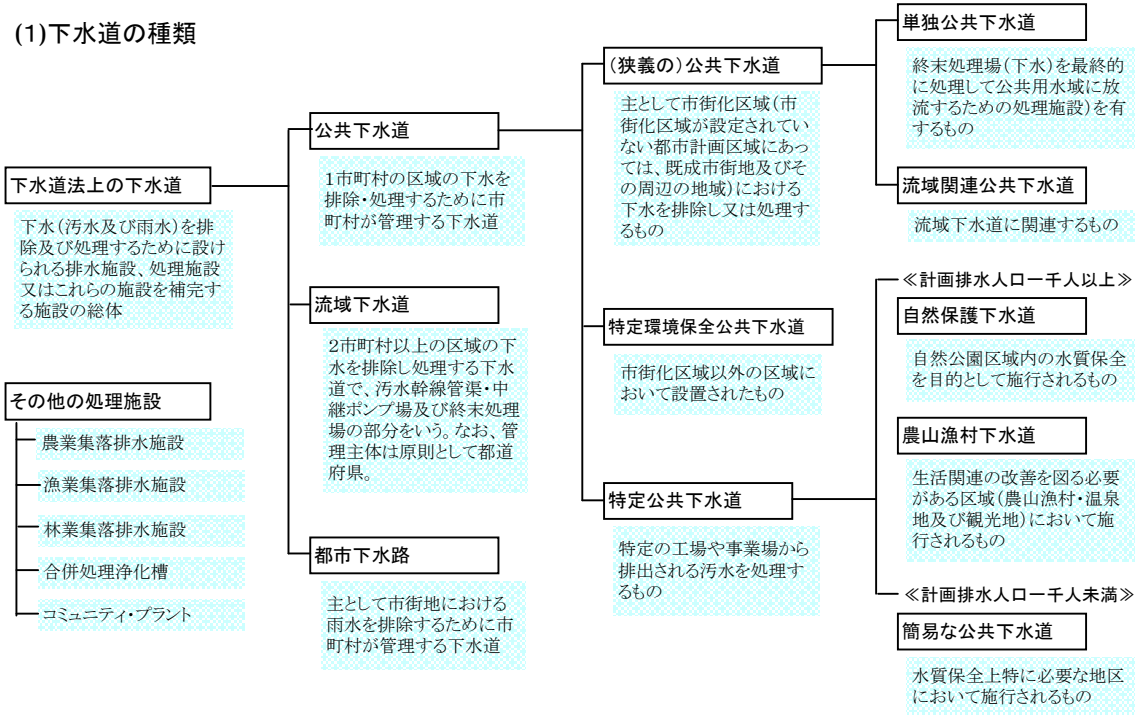 (1)下水道の種類
下水道法上の下水道
下水(汚水及び雨水)を排
除及び処理するために設け
られる排水施設、処理施設
又はこれらの施設を補完す
る施設の総体
その他の処理施設
農業集落排水施設
漁業集落排水施設
林業集落排水施設
合併処理浄化槽
コミュニティ・プラント
公共下水道
1市町村の区域の下水を
排除・処理するために市
町村が管理する下水道
流域下水道
2市町村以上の区域の下
水を排除し処理する下水
道で、汚水幹線管渠・中
継ポンプ場及び終末処理
場の部分をいう。なお、管
理主体は原則として都道
府県。
都市下水路
主として市街地における
雨水を排除するために市
町村が管理する下水道
(狭義の)公共下水道
主として市街化区域(市
街化区域が設定されてい
ない都市計画区域にあっ
ては、既成市街地及びそ
の周辺の地域)における
下水を排除し又は処理す
るもの
特定環境保全公共下水道
市街化区域以外の区域に
おいて設置されたもの
特定公共下水道
特定の工場や事業場から
排出される汚水を処理す
るもの
単独公共下水道
終末処理場(下水)を最終的
に処理して公共用水域に放
流するための処理施設)を有
するもの
流域関連公共下水道
流域下水道に関連するもの
≪計画排水人口一千人以上≫
自然保護下水道
自然公園区域内の水質保全
を目的として施行されるもの
農山漁村下水道
生活関連の改善を図る必要
がある区域(農山漁村・温泉
地及び観光地)において施
行されるもの
≪計画排水人口一千人未満≫
簡易な公共下水道
水質保全上特に必要な地区
において施行されるもの